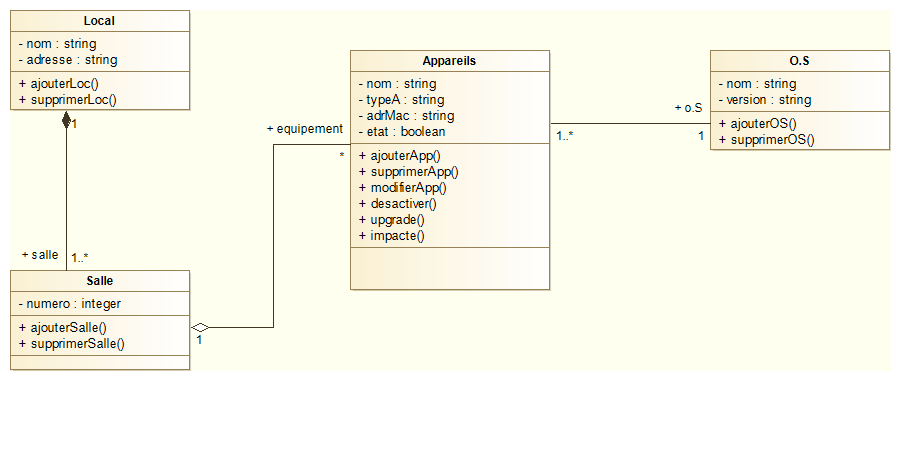 Local
- nom : string
- adresse : string
+ ajouterLoc()
+ supprimerLoc()
1
+ salle
1..*
Salle
- numero : integer
+ ajouterSalle()
+ supprimerSalle()
1
+ equipement
*
Appareils
- nom : string
- typeA : string
- adrMac : string
- etat : boolean
+ ajouterApp()
+ supprimerApp()
+ modifierApp()
+ desactiver()
+ upgrade()
+ impacte()
1..*
+ o.S
1
O.S
- nom : string
- version : string
+ ajouterOS()
+ supprimerOS()